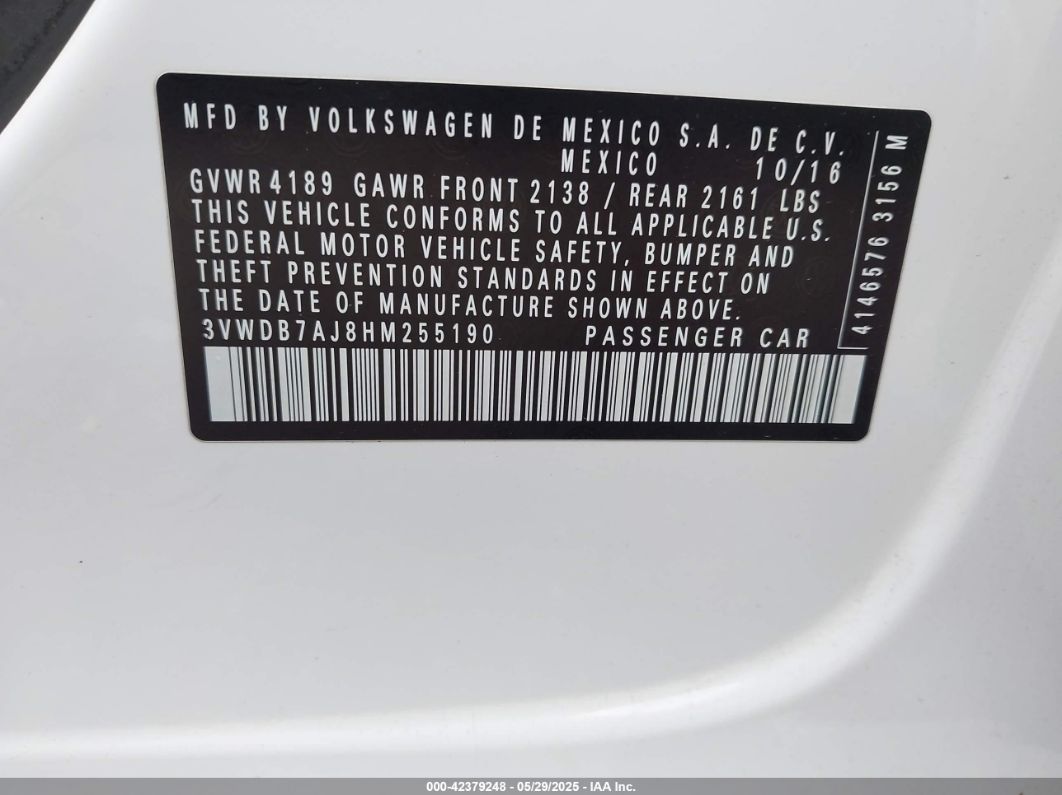 MFD BY VOLKSWAGEN DE MEXICO S.A. DE C.V.
MEXICO 10/16
GVWR 4189 GAWR FRONT 2138 / REAR 2161 LBS
THIS VEHICLE CONFORMS TO ALL APPLICABLE U.S.
FEDERAL MOTOR VEHICLE SAFETY, BUMPER AND
THEFT PREVENTION STANDARDS IN EFFECT ON
THE DATE OF MANUFACTURE SHOWN ABOVE.
3VWDB7AJ8HM255190 PASSENGER CAR
4146576 3156 M
000-42379248 - 05/29/2025 - IAA Inc.